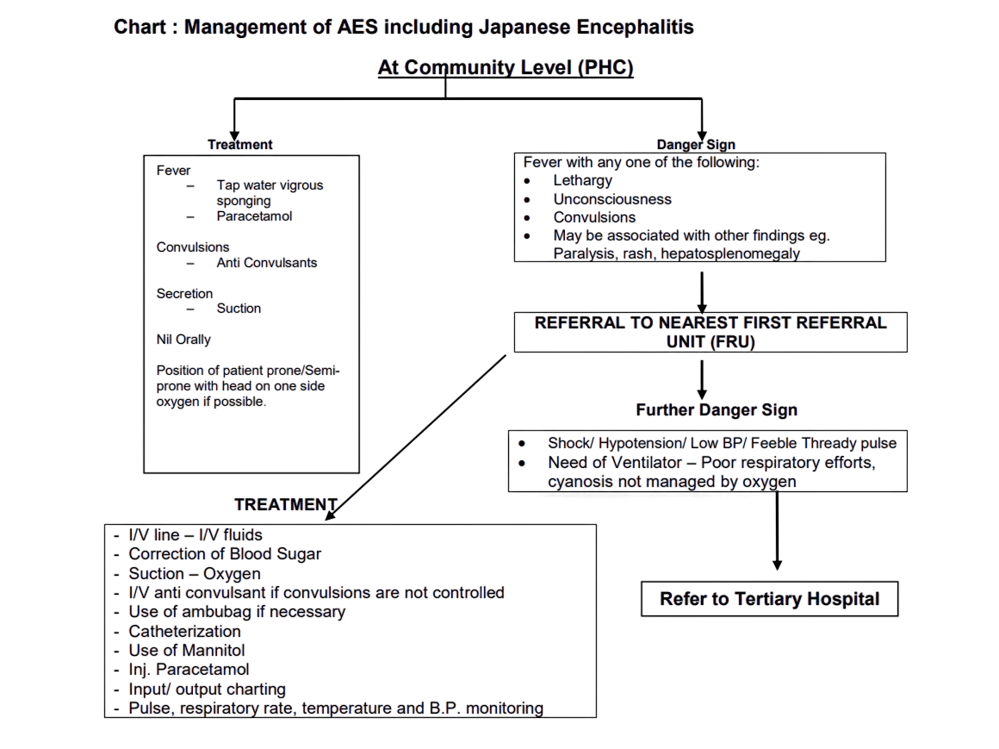 Chart : Management of AES including Japanese Encephalitis
At Community Level (PHC)
Treatment
Fever
– Tap water vigrous
sponging
– Paracetamol
Convulsions
– Anti Convulsants
Secretion
– Suction
Nil Orally
Position of patient prone/Semi-
prone with head on one side
oxygen if possible.
Danger Sign
Fever with any one of the following:
• Lethargy
• Unconsciousness
• Convulsions
• May be associated with other findings eg.
Paralysis, rash, hepatosplenomegaly
REFERRAL TO NEAREST FIRST REFERRAL
UNIT (FRU)
Further Danger Sign
• Shock/ Hypotension/ Low BP/ Feeble Thready pulse
• Need of Ventilator – Poor respiratory efforts,
cyanosis not managed by oxygen
TREATMENT
- I/V line – I/V fluids
- Correction of Blood Sugar
- Suction – Oxygen
- I/V anti convulsant if convulsions are not controlled
- Use of ambubag if necessary
- Catheterization
- Use of Mannitol
- Inj. Paracetamol
- Input/ output charting
- Pulse, respiratory rate, temperature and B.P. monitoring
Refer to Tertiary Hospital